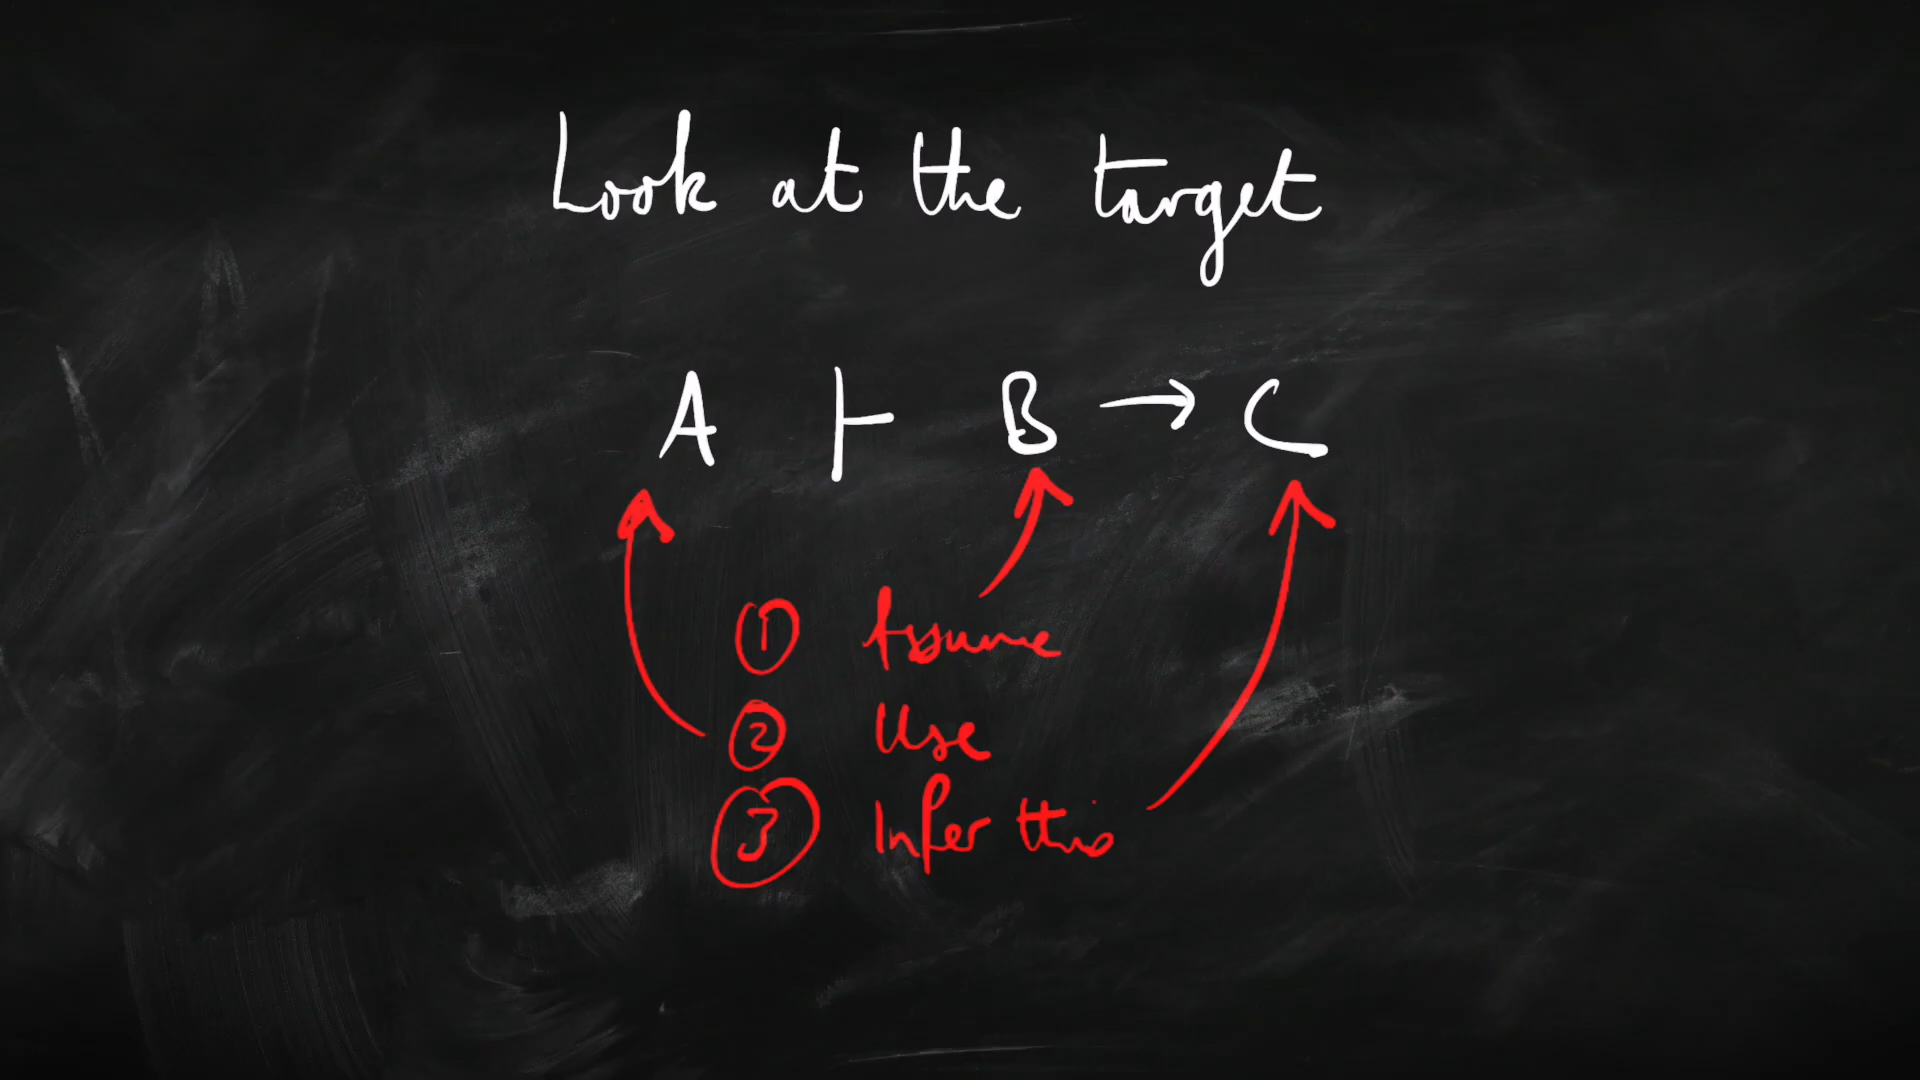 Look at the target
A ⊢ B → C
① Assume
② Use
③ Infer this